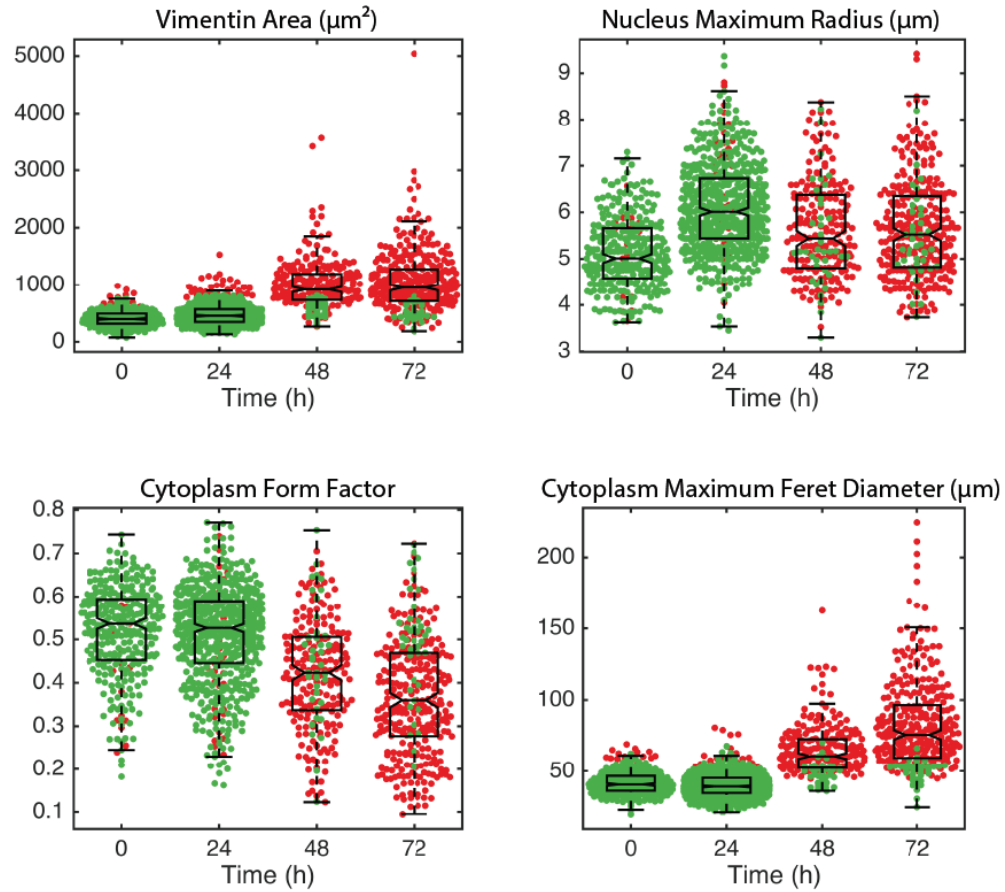 Vimentin Area (µm²)
5000
4000
3000
2000
1000
0
0 24 48 72
Time (h)
Nucleus Maximum Radius (µm)
9
8
7
6
5
4
3
0 24 48 72
Time (h)
Cytoplasm Form Factor
0.8
0.7
0.6
0.5
0.4
0.3
0.2
0.1
0 24 48 72
Time (h)
Cytoplasm Maximum Feret Diameter (µm)
200
150
100
50
0 24 48 72
Time (h)